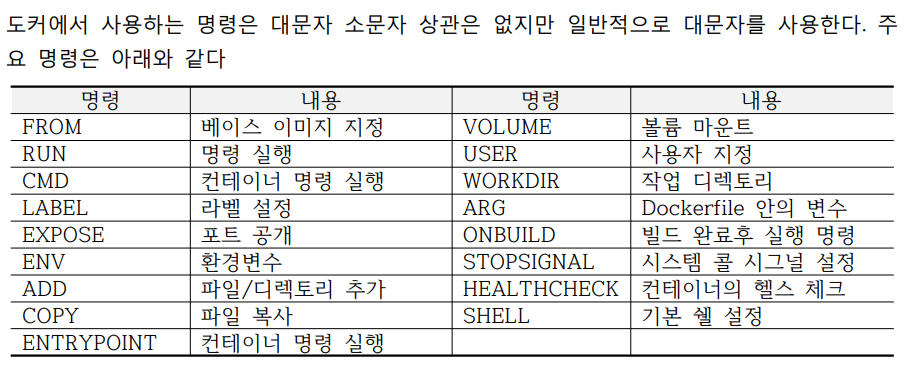 도커에서 사용하는 명령은 대문자 소문자 상관은 없지만 일반적으로 대문자를 사용한다. 주
요 명령은 아래와 같다
명령 내용 명령 내용
FROM 베이스 이미지 지정 VOLUME 볼륨 마운트
RUN 명령 실행 USER 사용자 지정
CMD 컨테이너 명령 실행 WORKDIR 작업 디렉토리
LABEL 라벨 설정 ARG Dockerfile 안의 변수
EXPOSE 포트 공개 ONBUILD 빌드 완료후 실행 명령
ENV 환경변수 STOPSIGNAL 시스템 콜 시그널 설정
ADD 파일/디렉토리 추가 HEALTHCHECK 컨테이너의 헬스 체크
COPY 파일 복사 SHELL 기본 쉘 설정
ENTRYPOINT 컨테이너 명령 실행